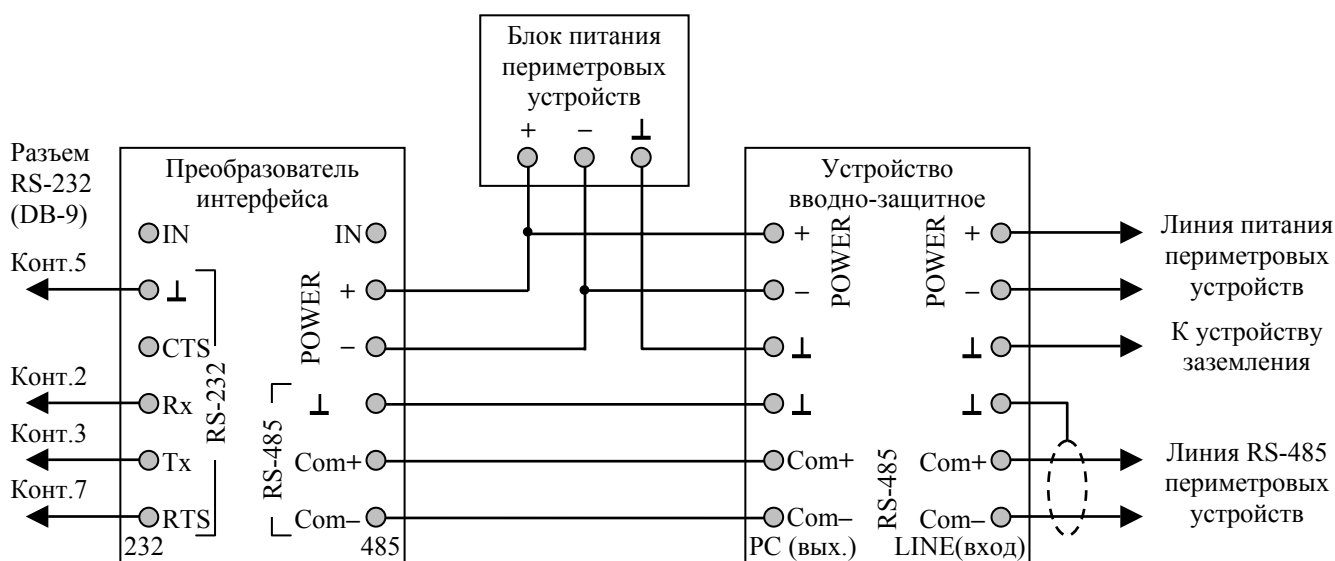 Блок питания
периметровых
устройств
+ – ⊥
Разъем
RS-232
(DB-9)
Конт.5
Конт.2
Конт.3
Конт.7
Преобразователь
интерфейса
IN
⊥
CTS
Rx
Tx
RTS
RS-232
232
IN
+
–
POWER
⊥
Com+
Com–
RS-485
485
Устройство
вводно-защитное
+
–
⊥
POWER
⊥
Com+
Com–
PC (вых.)
+
–
⊥
POWER
⊥
Com+
Com–
RS-485
LINE(вход)
Линия питания
периметровых
устройств
К устройству
заземления
Линия RS-485
периметровых
устройств